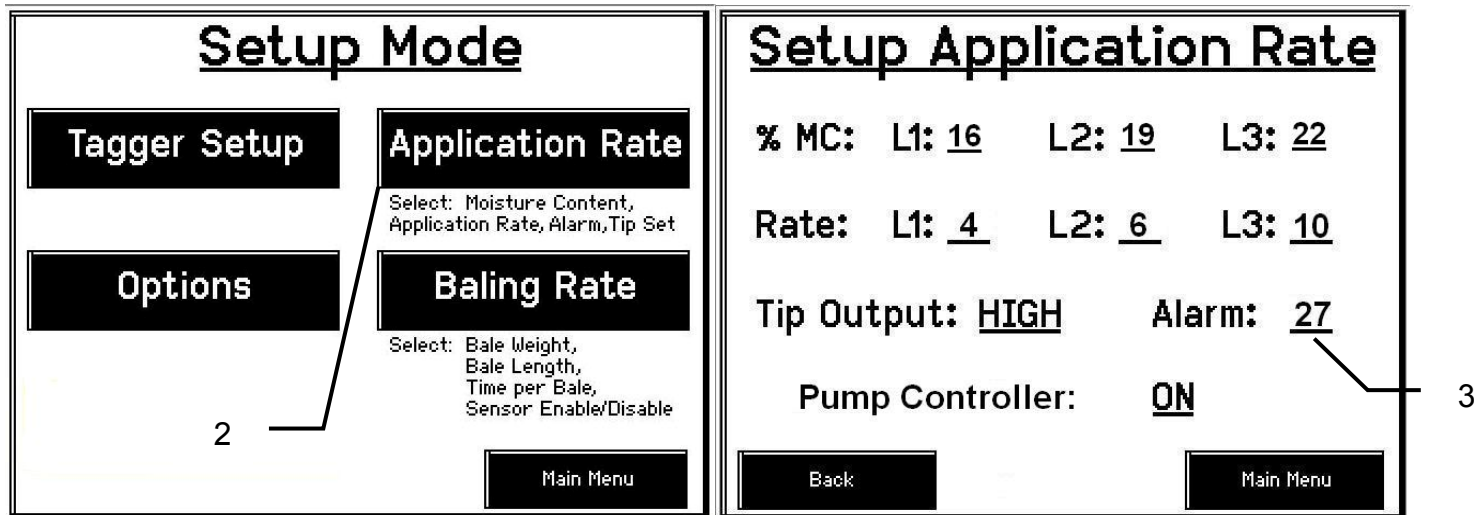 Setup Mode
Tagger Setup
Application Rate
Select: Moisture Content,
Application Rate, Alarm,Tip Set
Options
Baling Rate
Select: Bale Weight,
Bale Length,
Time per Bale,
Sensor Enable/Disable
2
Main Menu
Setup Application Rate
% MC: L1: 16 L2: 19 L3: 22
Rate: L1: 4 L2: 6 L3: 10
Tip Output: HIGH Alarm: 27
Pump Controller: ON
3
Back
Main Menu